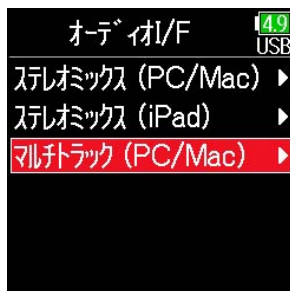 オーディオI/F
4.9
USB
ステレオミックス (PC/Mac)
ステレオミックス (iPad)
マルチトラック (PC/Mac)